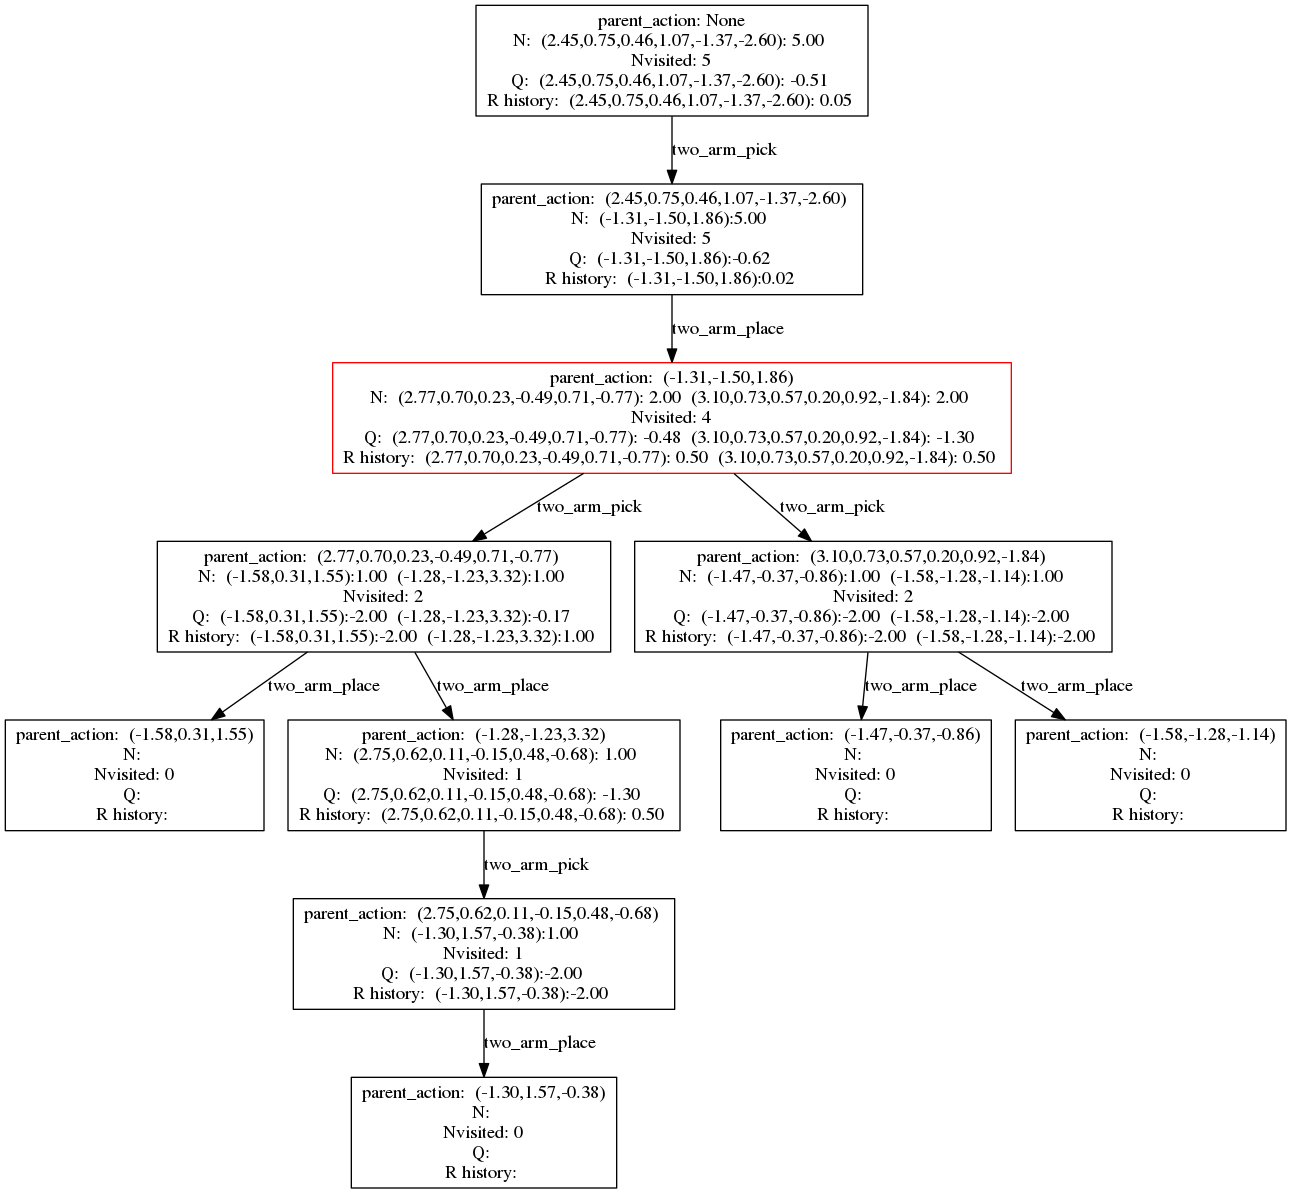 parent_action: None
N: (2.45,0.75,0.46,1.07,-1.37,-2.60): 5.00
Nvisited: 5
Q: (2.45,0.75,0.46,1.07,-1.37,-2.60): -0.51
R history: (2.45,0.75,0.46,1.07,-1.37,-2.60): 0.05
two_arm_pick
parent_action: (2.45,0.75,0.46,1.07,-1.37,-2.60)
N: (-1.31,-1.50,1.86):5.00
Nvisited: 5
Q: (-1.31,-1.50,1.86):-0.62
R history: (-1.31,-1.50,1.86):0.02
two_arm_place
parent_action: (-1.31,-1.50,1.86)
N: (2.77,0.70,0.23,-0.49,0.71,-0.77): 2.00 (3.10,0.73,0.57,0.20,0.92,-1.84): 2.00
Nvisited: 4
Q: (2.77,0.70,0.23,-0.49,0.71,-0.77): -0.48 (3.10,0.73,0.57,0.20,0.92,-1.84): -1.30
R history: (2.77,0.70,0.23,-0.49,0.71,-0.77): 0.50 (3.10,0.73,0.57,0.20,0.92,-1.84): 0.50
two_arm_pick
two_arm_pick
parent_action: (2.77,0.70,0.23,-0.49,0.71,-0.77)
N: (-1.58,0.31,1.55):1.00 (-1.28,-1.23,3.32):1.00
Nvisited: 2
Q: (-1.58,0.31,1.55):-2.00 (-1.28,-1.23,3.32):-0.17
R history: (-1.58,0.31,1.55):-2.00 (-1.28,-1.23,3.32):1.00
parent_action: (3.10,0.73,0.57,0.20,0.92,-1.84)
N: (-1.47,-0.37,-0.86):1.00 (-1.58,-1.28,-1.14):1.00
Nvisited: 2
Q: (-1.47,-0.37,-0.86):-2.00 (-1.58,-1.28,-1.14):-2.00
R history: (-1.47,-0.37,-0.86):-2.00 (-1.58,-1.28,-1.14):-2.00
two_arm_place
two_arm_place
two_arm_place
two_arm_place
parent_action: (-1.58,0.31,1.55)
N:
Nvisited: 0
Q:
R history:
parent_action: (-1.28,-1.23,3.32)
N: (2.75,0.62,0.11,-0.15,0.48,-0.68): 1.00
Nvisited: 1
Q: (2.75,0.62,0.11,-0.15,0.48,-0.68): -1.30
R history: (2.75,0.62,0.11,-0.15,0.48,-0.68): 0.50
parent_action: (-1.47,-0.37,-0.86)
N:
Nvisited: 0
Q:
R history:
parent_action: (-1.58,-1.28,-1.14)
N:
Nvisited: 0
Q:
R history:
two_arm_pick
parent_action: (2.75,0.62,0.11,-0.15,0.48,-0.68)
N: (-1.30,1.57,-0.38):1.00
Nvisited: 1
Q: (-1.30,1.57,-0.38):-2.00
R history: (-1.30,1.57,-0.38):-2.00
two_arm_place
parent_action: (-1.30,1.57,-0.38)
N:
Nvisited: 0
Q:
R history: